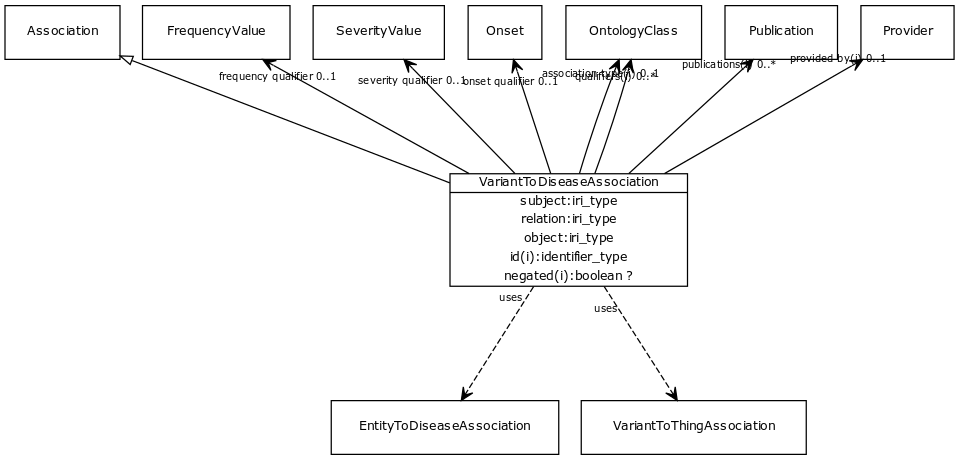 Association
FrequencyValue
SeverityValue
Onset
OntologyClass
Publication
Provider
frequency qualifier 0..1
severity qualifier 0..1
onset qualifier 0..1
association type(i) 0..1
qualifiers(i) 0..*
publications(i) 0..*
provided by(i) 0..1
VariantToDiseaseAssociation
subject:iri_type
relation:iri_type
object:iri_type
id(i):identifier_type
negated(i):boolean ?
uses
uses
EntityToDiseaseAssociation
VariantToThingAssociation